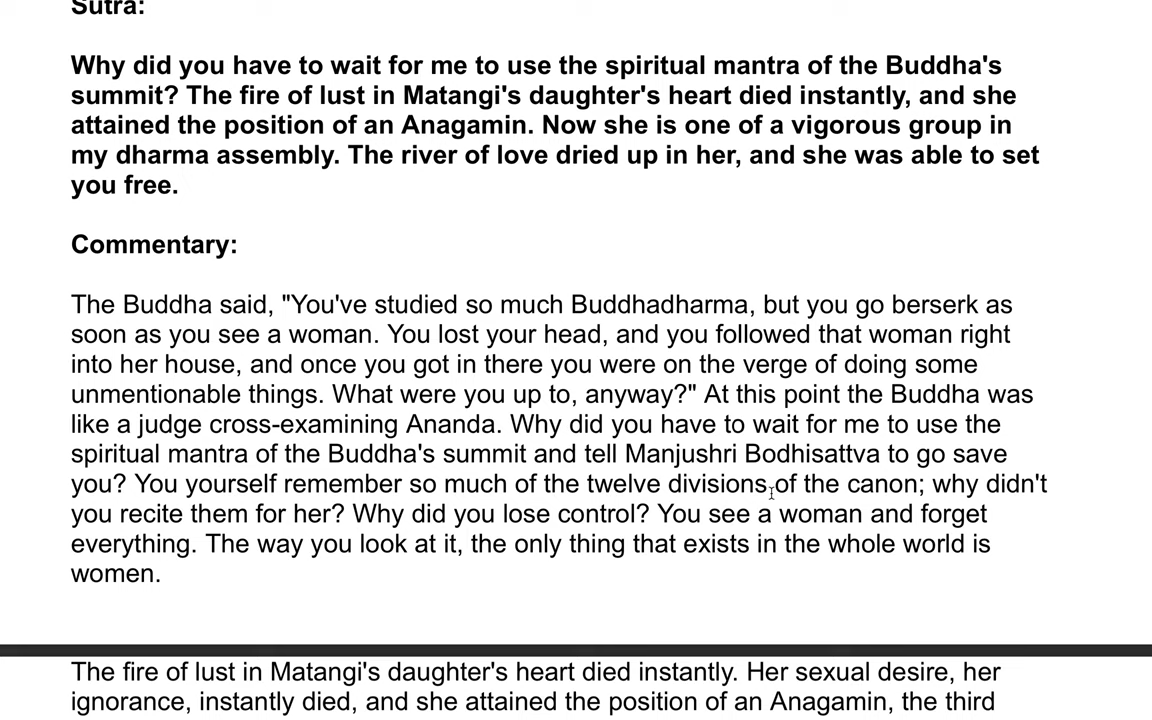 Sutra:
Why did you have to wait for me to use the spiritual mantra of the Buddha's
summit? The fire of lust in Matangi's daughter's heart died instantly, and she
attained the position of an Anagamin. Now she is one of a vigorous group in
my dharma assembly. The river of love dried up in her, and she was able to set
you free.
Commentary:
The Buddha said, "You've studied so much Buddhadharma, but you go berserk as
soon as you see a woman. You lost your head, and you followed that woman right
into her house, and once you got in there you were on the verge of doing some
unmentionable things. What were you up to, anyway?" At this point the Buddha was
like a judge cross-examining Ananda. Why did you have to wait for me to use the
spiritual mantra of the Buddha's summit and tell Manjushri Bodhisattva to go save
you? You yourself remember so much of the twelve divisions of the canon; why didn't
you recite them for her? Why did you lose control? You see a woman and forget
everything. The way you look at it, the only thing that exists in the whole world is
women.
The fire of lust in Matangi's daughter's heart died instantly. Her sexual desire, her
ignorance, instantly died, and she attained the position of an Anagamin, the third